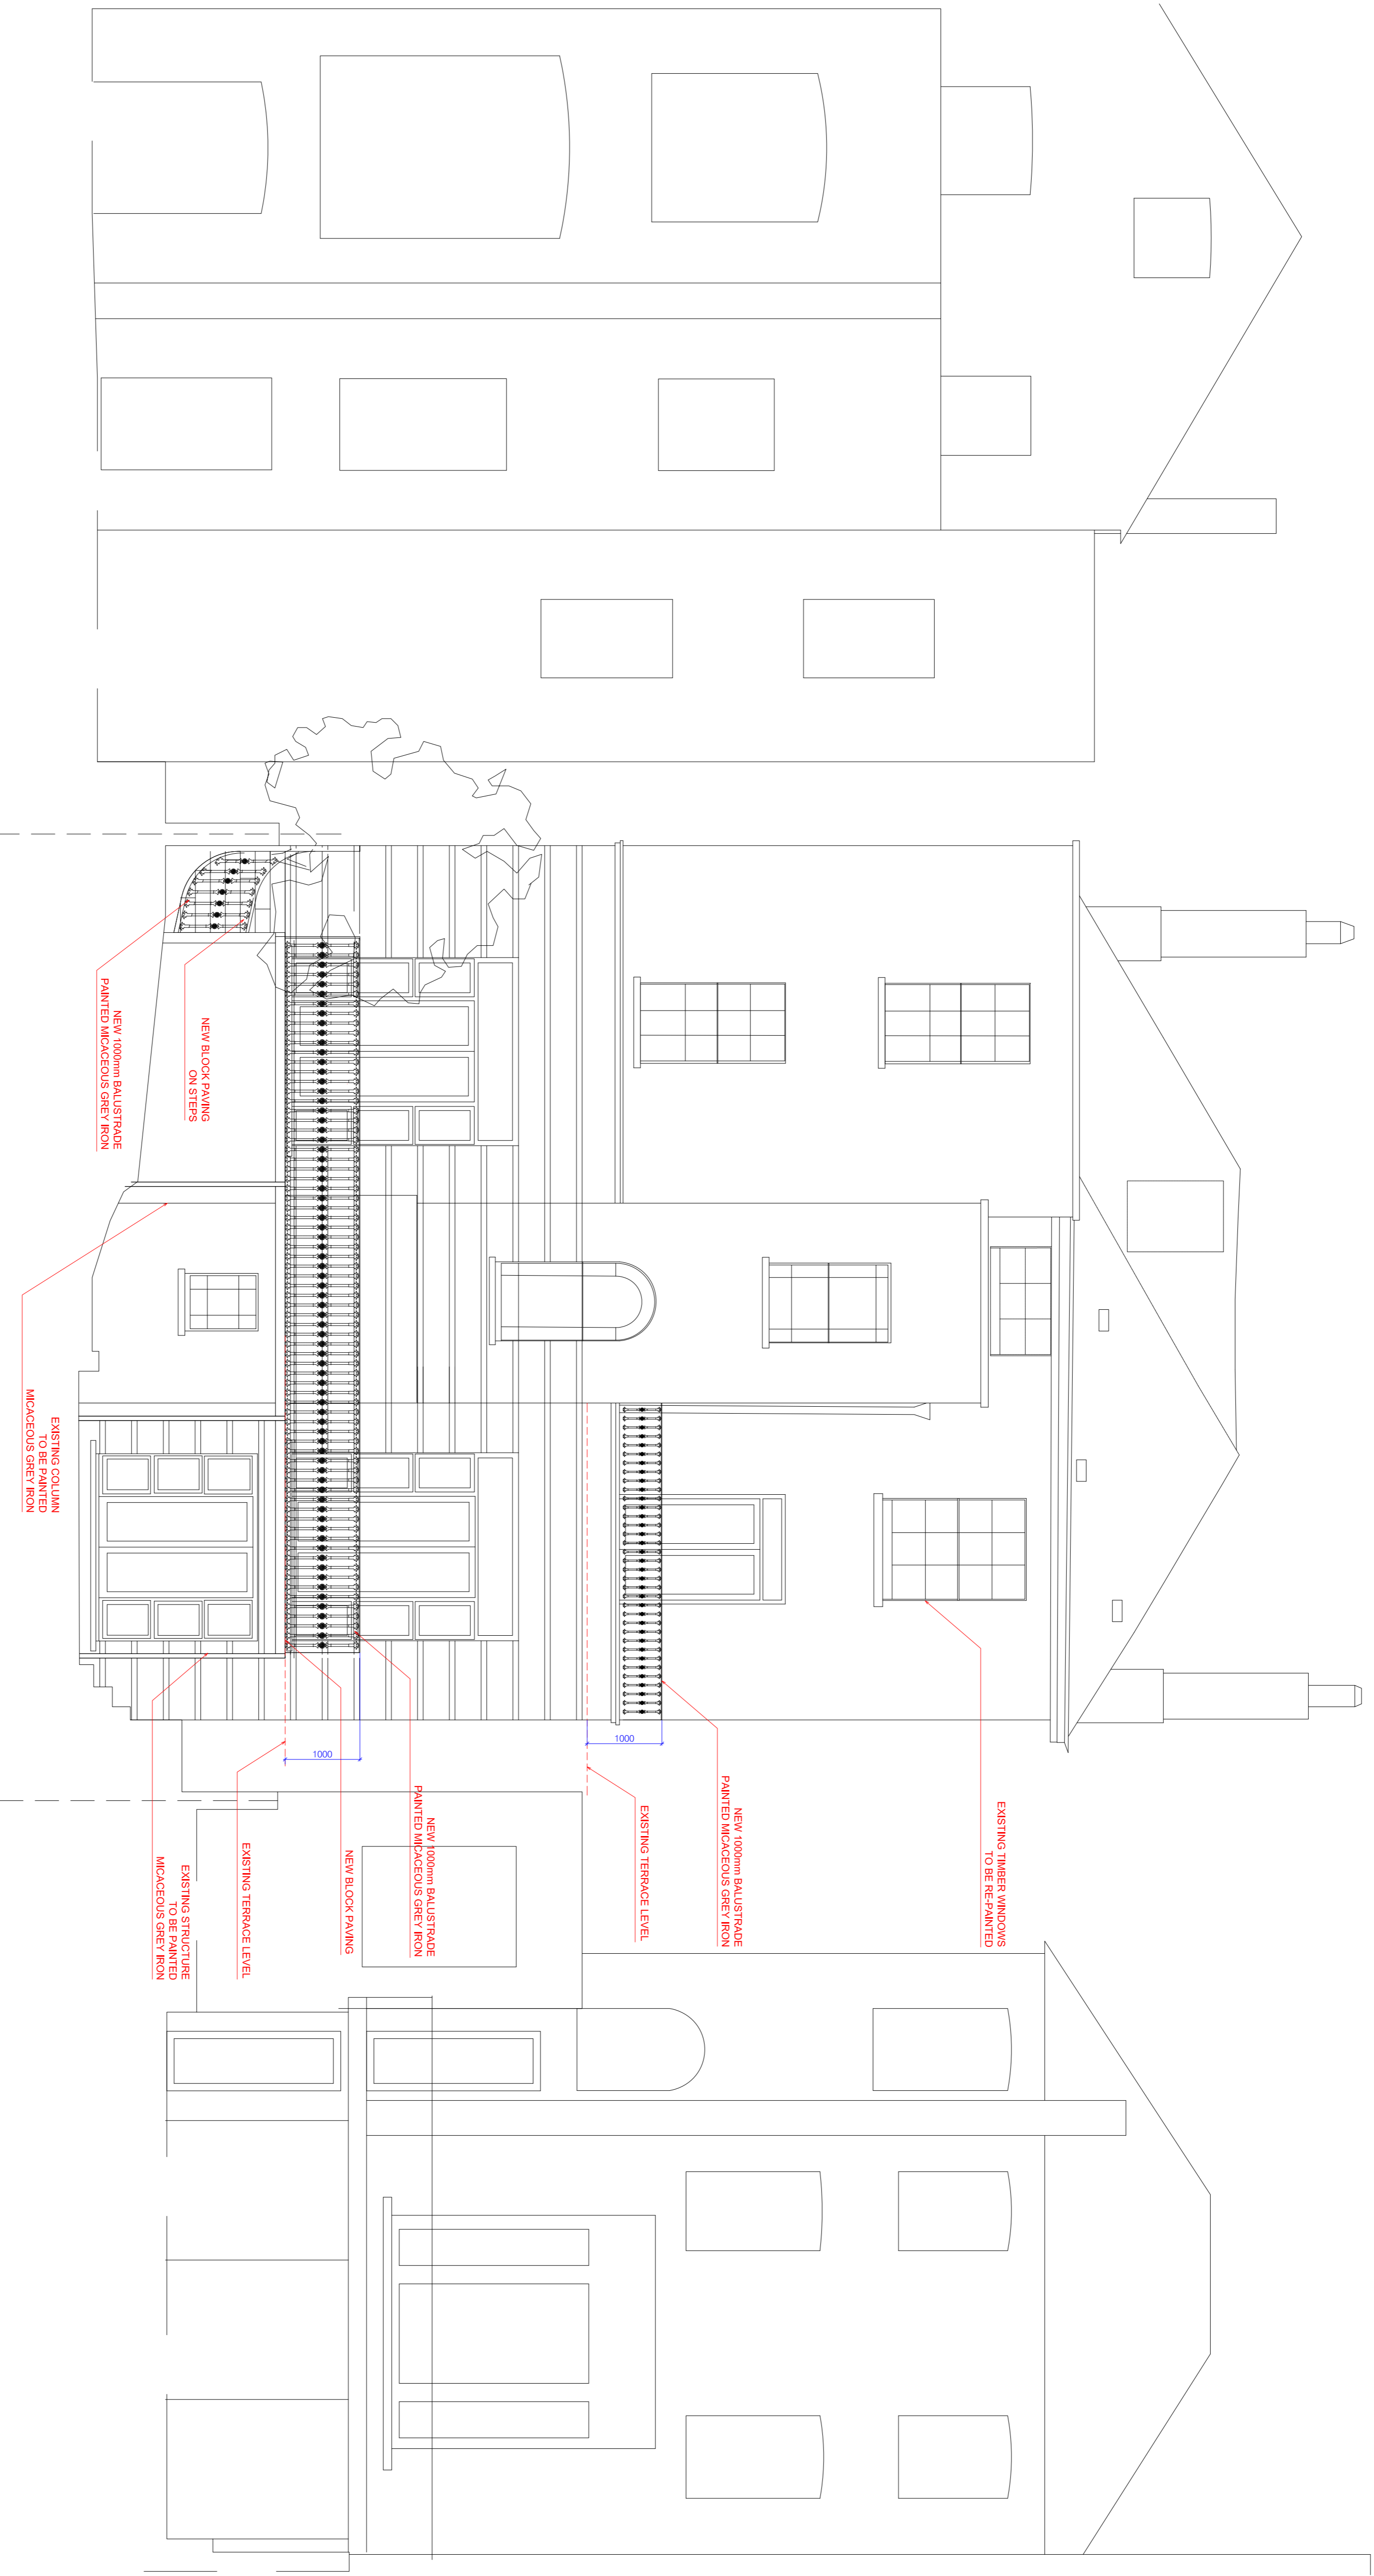 NEW 1000mm BALUSTRADE
PAINTED MICACEOUS GREY IRON
NEW BLOCK PAVING
ON STEPS
EXISTING COLUMN
TO BE PAINTED
MICACEOUS GREY IRON
1000
1000
EXISTING TIMBER WINDOWS
TO BE RE-PAINTED
NEW 1000mm BALUSTRADE
PAINTED MICACEOUS GREY IRON
EXISTING TERRACE LEVEL
NEW 1000mm BALUSTRADE
PAINTED MICACEOUS GREY IRON
NEW BLOCK PAVING
EXISTING TERRACE LEVEL
EXISTING STRUCTURE
TO BE PAINTED
MICACEOUS GREY IRON